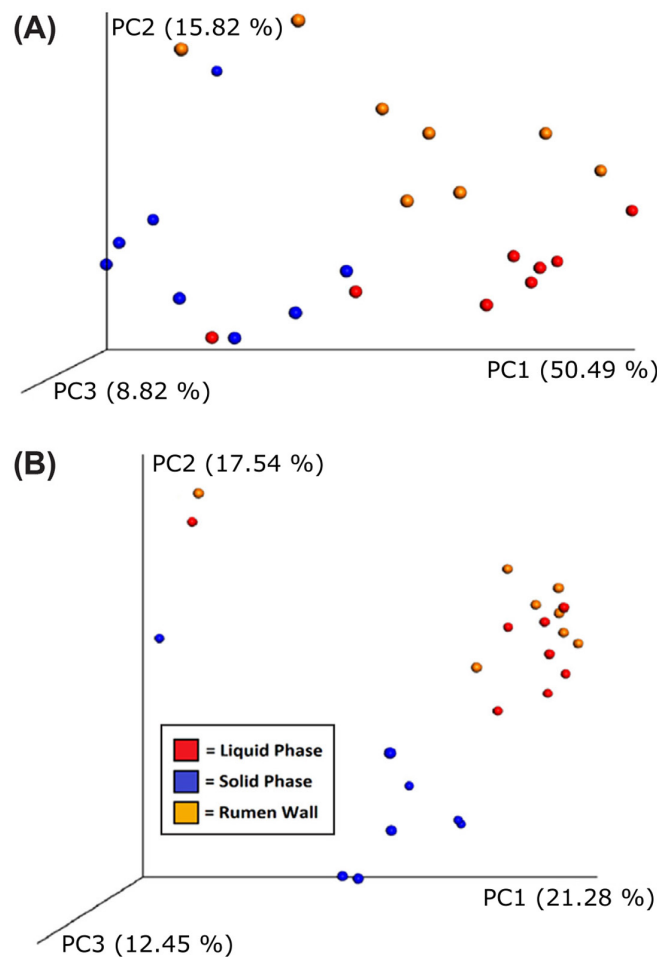 (A)
PC2 (15.82 %)
PC1 (50.49 %)
PC3 (8.82 %)
(B)
PC2 (17.54 %)
= Liquid Phase
= Solid Phase
= Rumen Wall
PC1 (21.28 %)
PC3 (12.45 %)